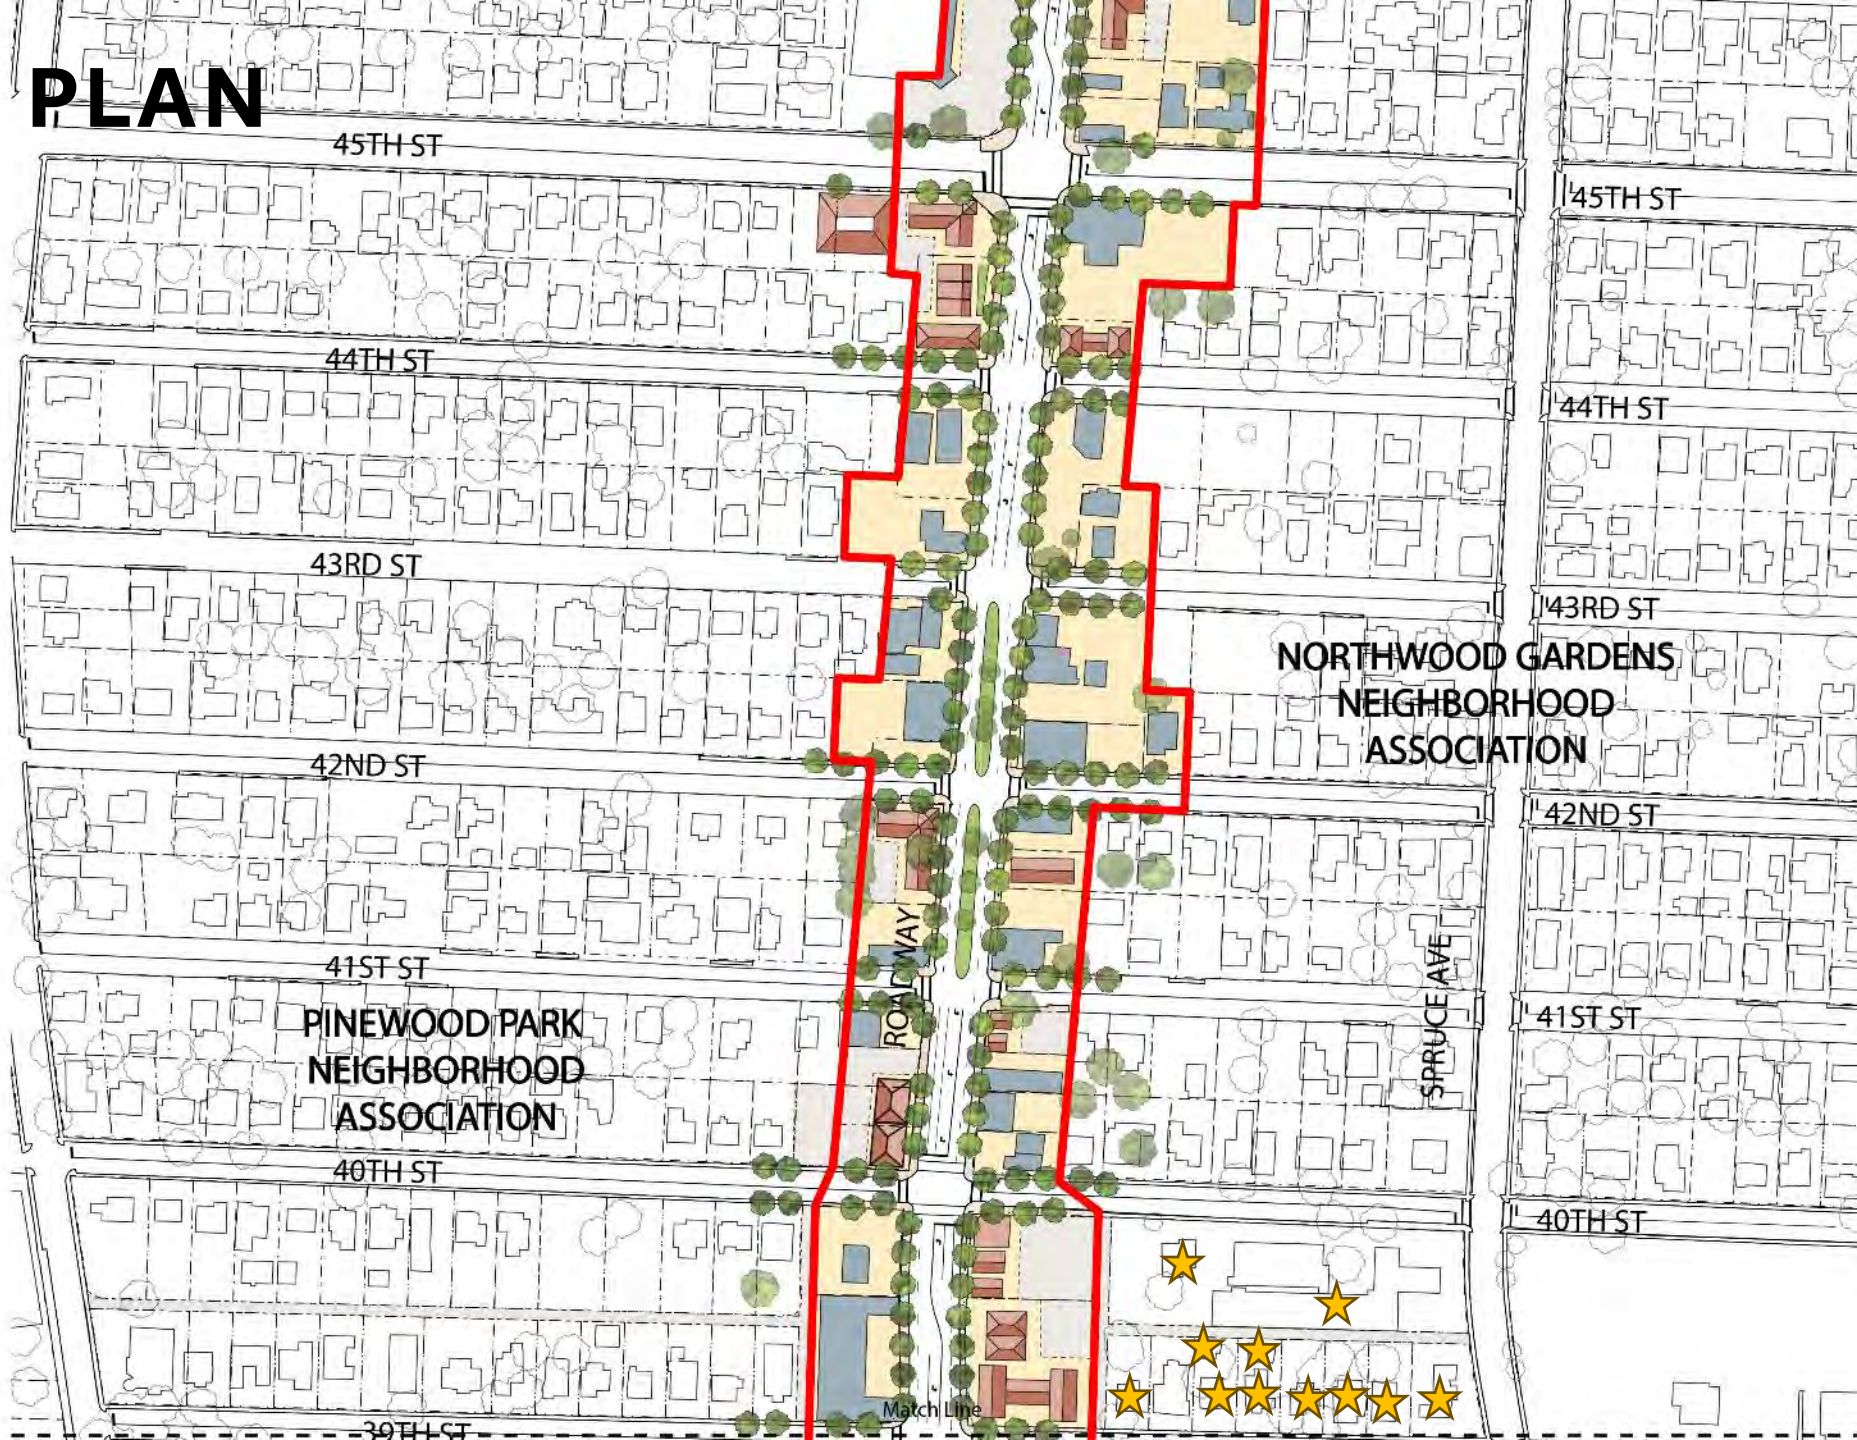 PLAN
45TH ST
45TH ST
44TH ST
44TH ST
43RD ST
43RD ST
NORTHWOOD GARDENS
NEIGHBORHOOD
ASSOCIATION
42ND ST
42ND ST
ROADWAY
SPRUCE AVE
41ST ST
41ST ST
PINEWOOD PARK
NEIGHBORHOOD
ASSOCIATION
40TH ST
40TH ST
Match Line
39TH ST